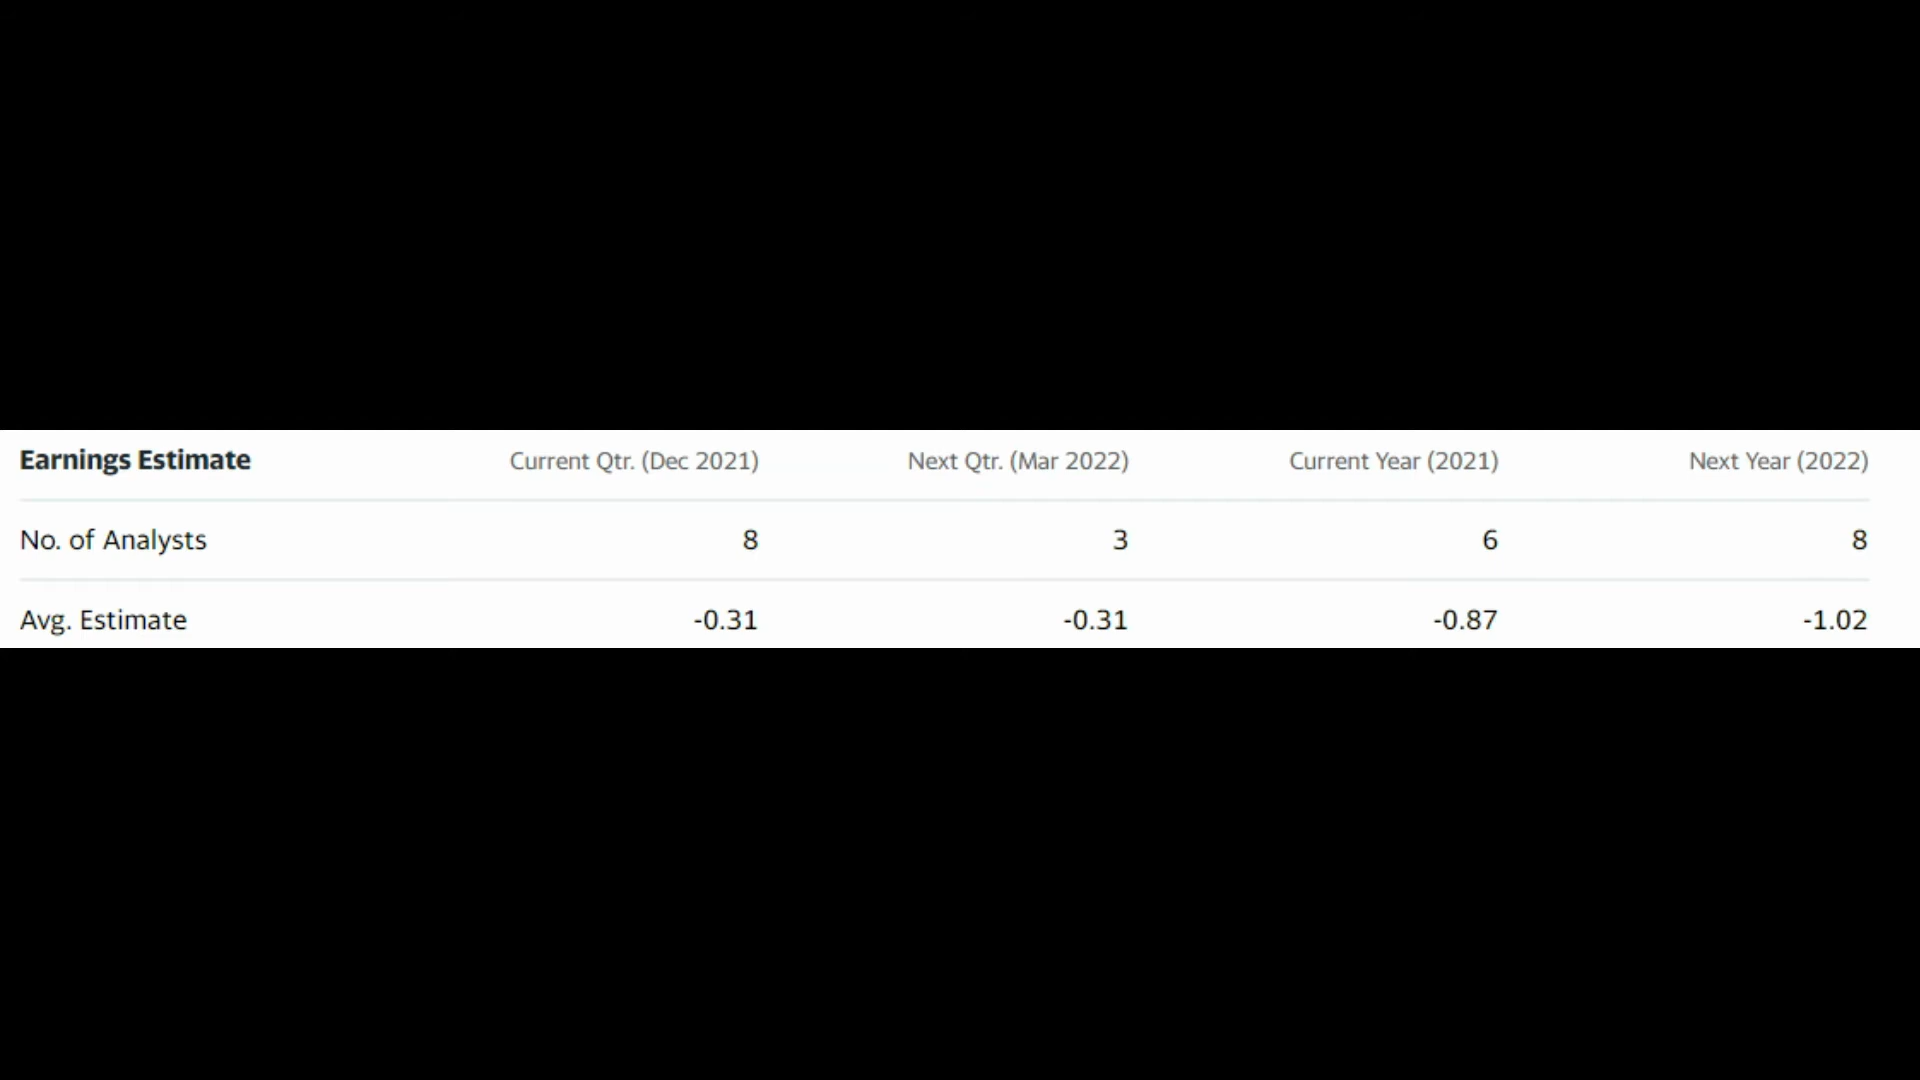 Earnings Estimate Current Qtr. (Dec 2021) Next Qtr. (Mar 2022) Current Year (2021) Next Year (2022)
No. of Analysts 8 3 6 8
Avg. Estimate -0.31 -0.31 -0.87 -1.02